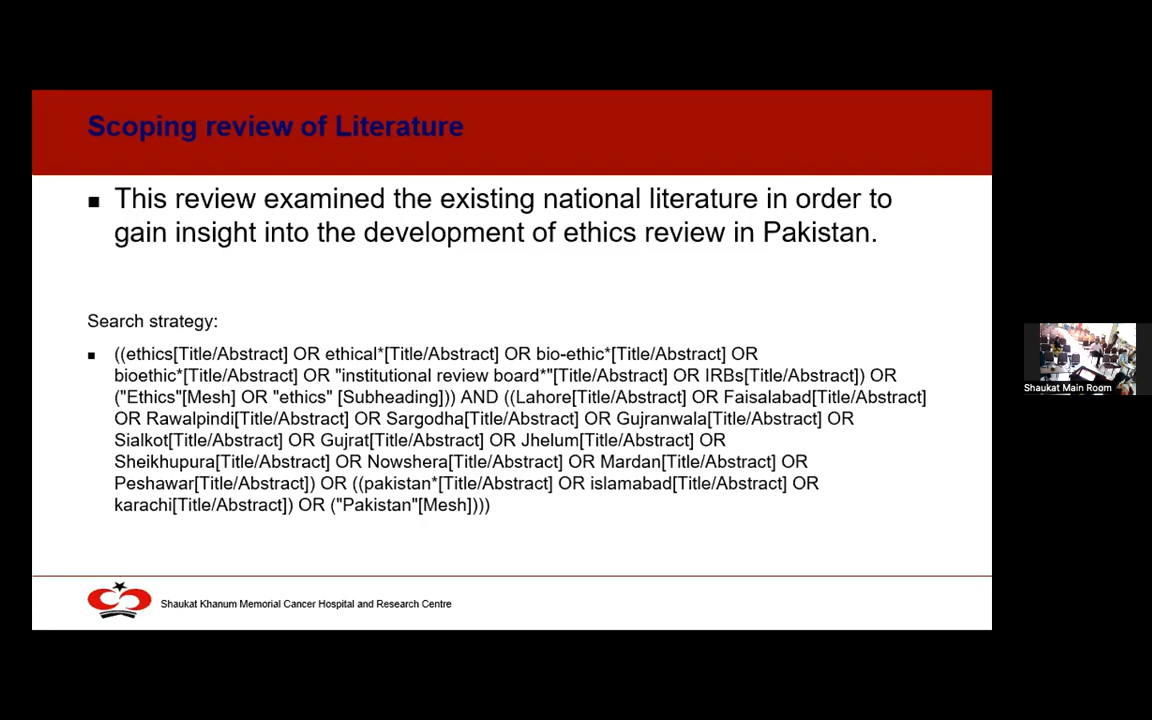 Scoping review of Literature
▪ This review examined the existing national literature in order to
gain insight into the development of ethics review in Pakistan.
Search strategy:
▪ ((ethics[Title/Abstract] OR ethical*[Title/Abstract] OR bio-ethic*[Title/Abstract] OR
bioethic*[Title/Abstract] OR "institutional review board*"[Title/Abstract] OR IRBs[Title/Abstract]) OR
("Ethics"[Mesh] OR "ethics" [Subheading])) AND ((Lahore[Title/Abstract] OR Faisalabad[Title/Abstract]
OR Rawalpindi[Title/Abstract] OR Sargodha[Title/Abstract] OR Gujranwala[Title/Abstract] OR
Sialkot[Title/Abstract] OR Gujrat[Title/Abstract] OR Jhelum[Title/Abstract] OR
Sheikhupura[Title/Abstract] OR Nowshera[Title/Abstract] OR Mardan[Title/Abstract] OR
Peshawar[Title/Abstract]) OR ((pakistan*[Title/Abstract] OR islamabad[Title/Abstract] OR
karachi[Title/Abstract]) OR ("Pakistan"[Mesh])))
Shaukat Khanum Memorial Cancer Hospital and Research Centre
Shaukat Main Room